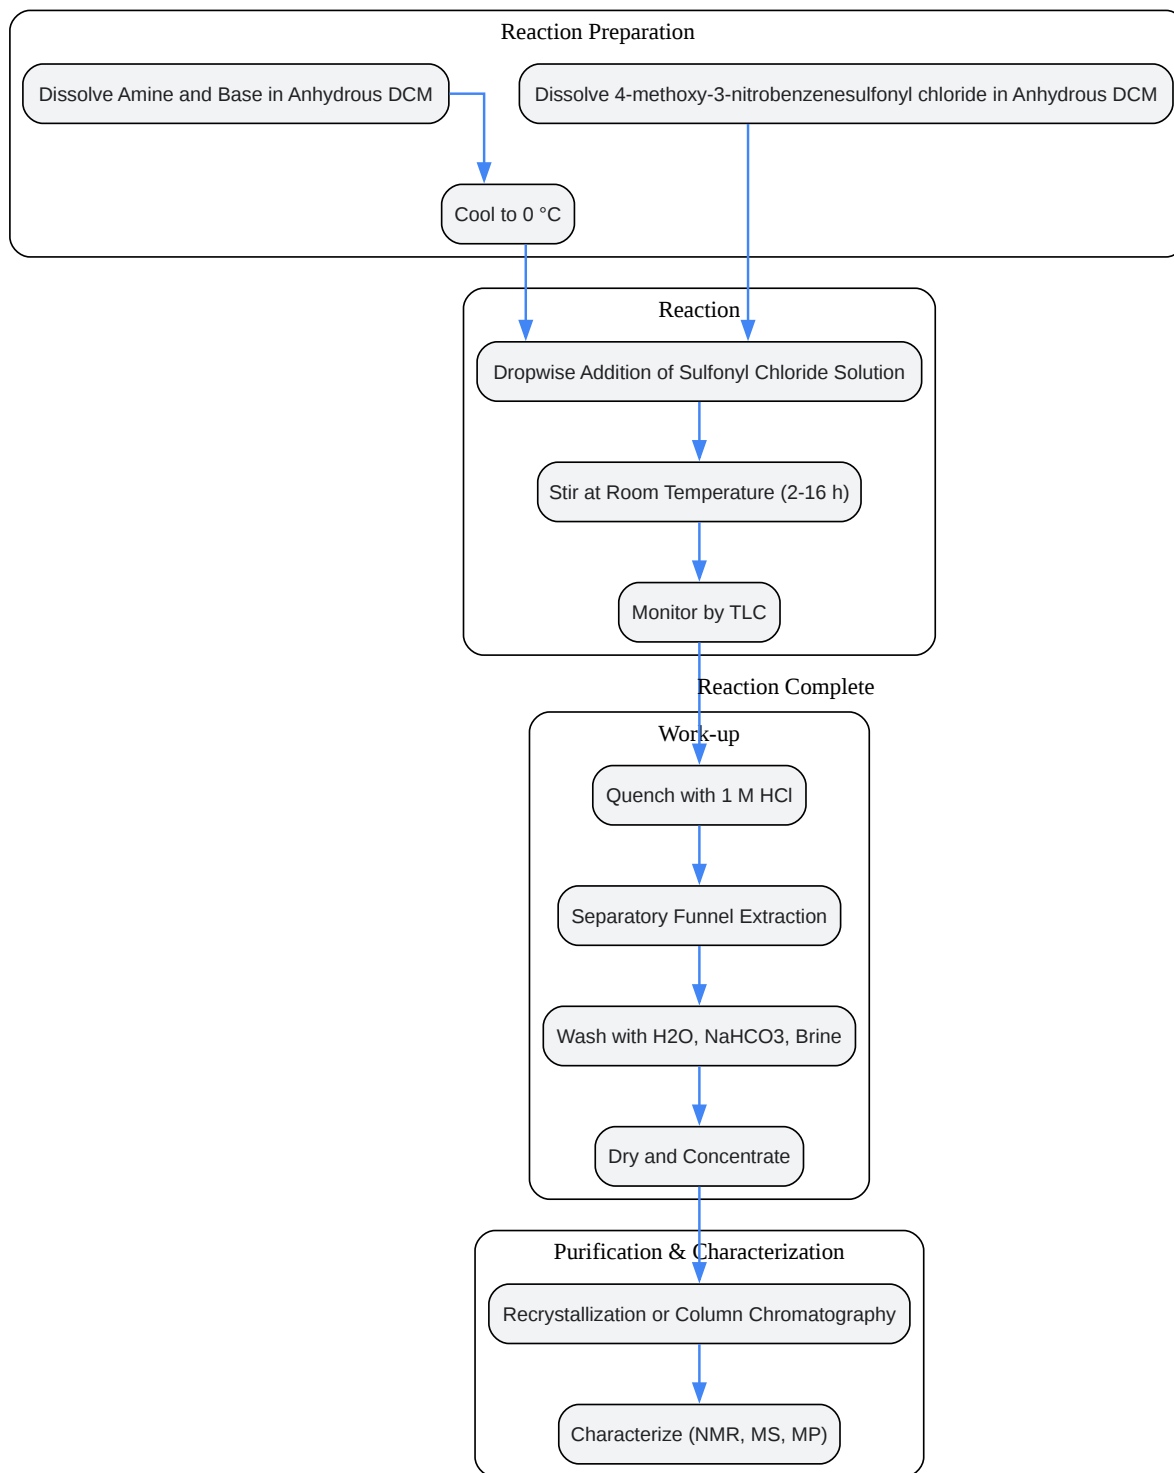 Reaction Preparation
Dissolve Amine and Base in Anhydrous DCM
Dissolve 4-methoxy-3-nitrobenzenesulfonyl chloride in Anhydrous DCM
Cool to 0 °C
Reaction
Dropwise Addition of Sulfonyl Chloride Solution
Stir at Room Temperature (2-16 h)
Monitor by TLC
Reaction Complete
Work-up
Quench with 1 M HCl
Separatory Funnel Extraction
Wash with H2O, NaHCO3, Brine
Dry and Concentrate
Purification & Characterization
Recrystallization or Column Chromatography
Characterize (NMR, MS, MP)